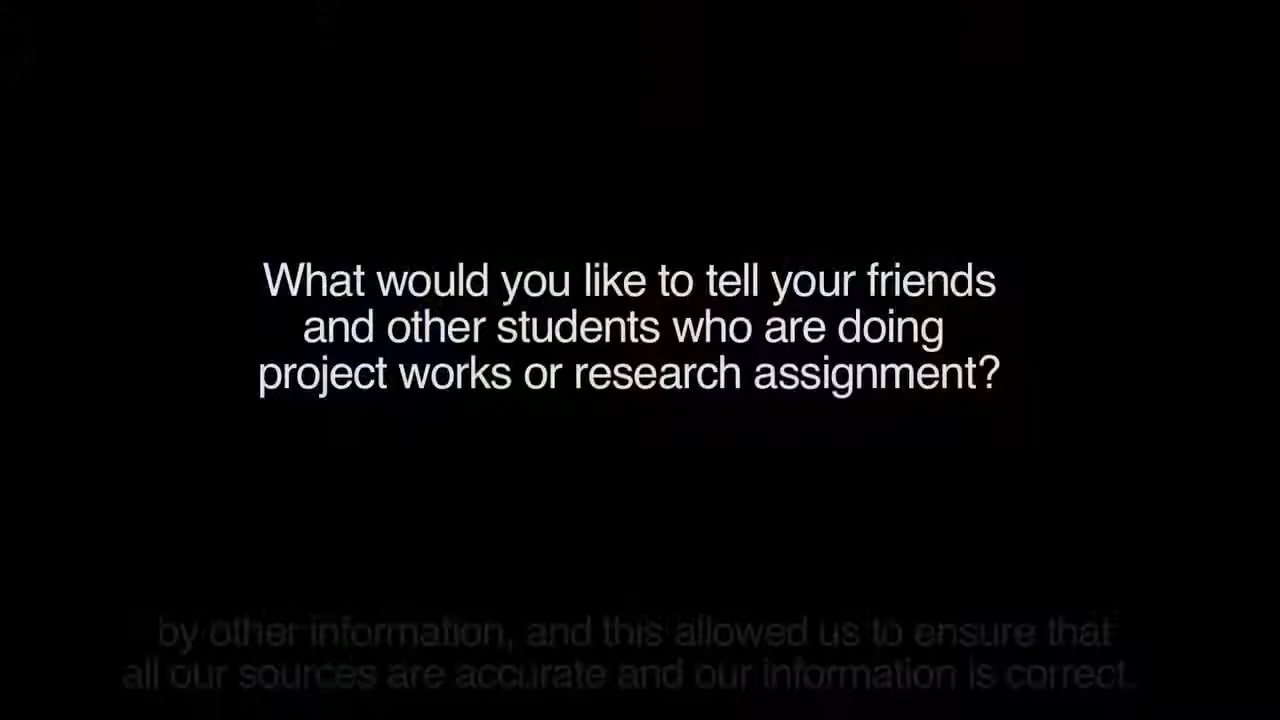 What would you like to tell your friends
and other students who are doing
project works or research assignment?
by other information, and this allowed us to ensure that
all our sources are accurate and our information is correct.